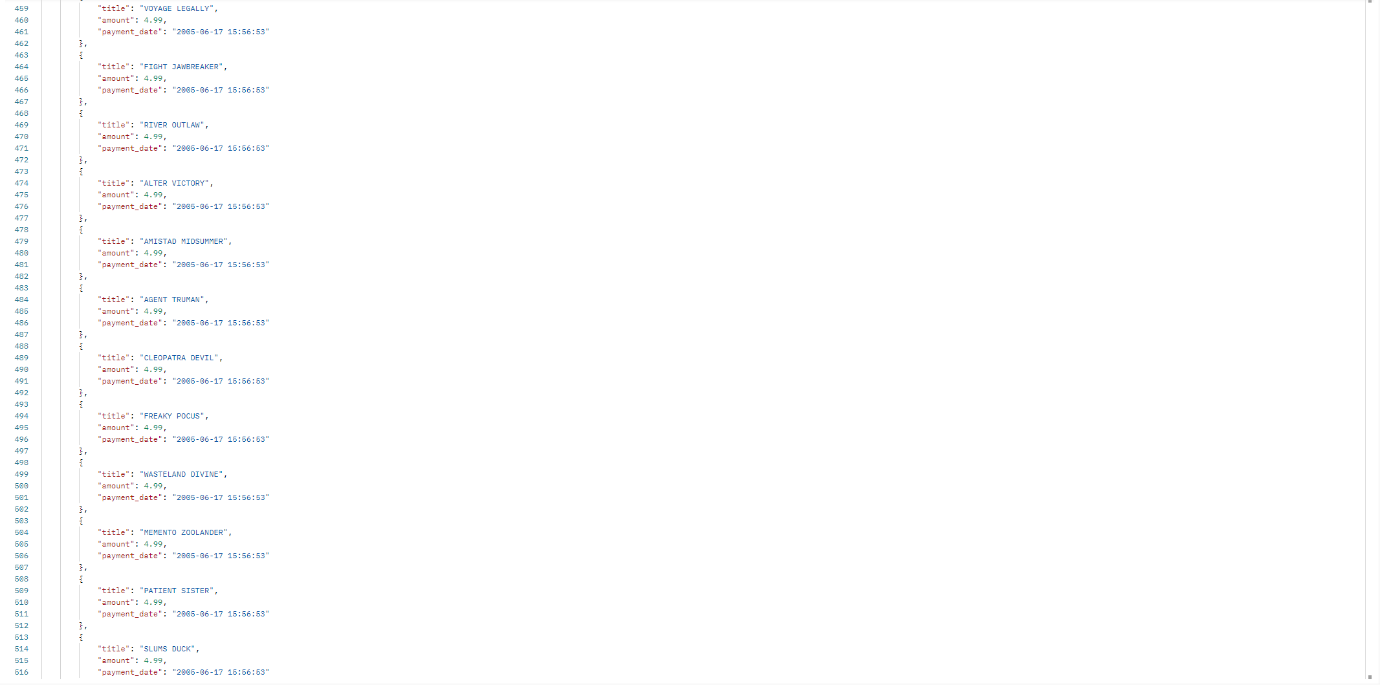 459 "title": "VOYAGE LEGALLY",
460 "amount": 4.99,
461 "payment_date": "2005-06-17 15:56:53"
462 },
463 {
464 "title": "FIGHT JAWBREAKER",
465 "amount": 4.99,
466 "payment_date": "2005-06-17 15:56:53"
467 },
468 {
469 "title": "RIVER OUTLAW",
470 "amount": 4.99,
471 "payment_date": "2005-06-17 15:56:53"
472 },
473 {
474 "title": "ALTER VICTORY",
475 "amount": 4.99,
476 "payment_date": "2005-06-17 15:56:53"
477 },
478 {
479 "title": "AMISTAD MIDSUMMER",
480 "amount": 4.99,
481 "payment_date": "2005-06-17 15:56:53"
482 },
483 {
484 "title": "AGENT TRUMAN",
485 "amount": 4.99,
486 "payment_date": "2005-06-17 15:56:53"
487 },
488 {
489 "title": "CLEOPATRA DEVIL",
490 "amount": 4.99,
491 "payment_date": "2005-06-17 15:56:53"
492 },
493 {
494 "title": "FREAKY POCUS",
495 "amount": 4.99,
496 "payment_date": "2005-06-17 15:56:53"
497 },
498 {
499 "title": "WASTELAND DIVINE",
500 "amount": 4.99,
501 "payment_date": "2005-06-17 15:56:53"
502 },
503 {
504 "title": "MEMENTO ZOOLANDER",
505 "amount": 4.99,
506 "payment_date": "2005-06-17 15:56:53"
507 },
508 {
509 "title": "PATIENT SISTER",
510 "amount": 4.99,
511 "payment_date": "2005-06-17 15:56:53"
512 },
513 {
514 "title": "SLUMS DUCK",
515 "amount": 4.99,
516 "payment_date": "2005-06-17 15:56:53"